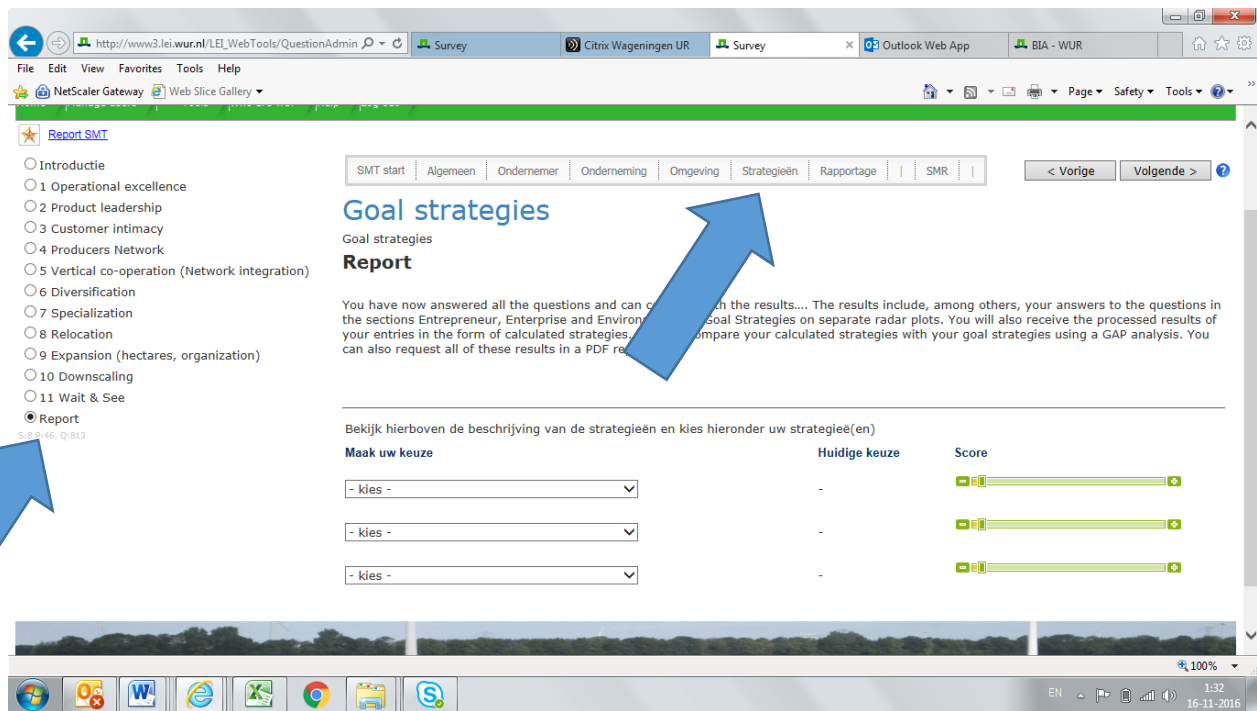 http://www3.lei.wur.nl/LEI_WebTools/QuestionAdmin
Survey
Citrix Wageningen UR
Survey
Outlook Web App
BIA - WUR
File Edit View Favorites Tools Help
NetScaler Gateway Web Slice Gallery
Page Safety Tools
Report SMT
Introductie
1 Operational excellence
2 Product leadership
3 Customer intimacy
4 Producers Network
5 Vertical co-operation (Network integration)
6 Diversification
7 Specialization
8 Relocation
9 Expansion (hectares, organization)
10 Downscaling
11 Wait & See
Report
S:8 P:46, Q:813
SMT start Algemeen Ondernemer Onderneming Omgeving Strategieën Rapportage | SMR |
< Vorige Volgende >
Goal strategies
Goal strategies
Report
You have now answered all the questions and can the results.... The results include, among others, your answers to the questions in
the sections Entrepreneur, Enterprise and Goal Strategies on separate radar plots. You will also receive the processed results of
your entries in the form of calculated strategies. your calculated strategies with your goal strategies using a GAP analysis. You
can also request all of these results in a PDF
Bekijk hierboven de beschrijving van de strategieën en kies hieronder uw strategieë(en)
Maak uw keuze Huidige keuze Score
- kies - -
- kies - -
- kies - -
100%
EN
1:32
16-11-2016